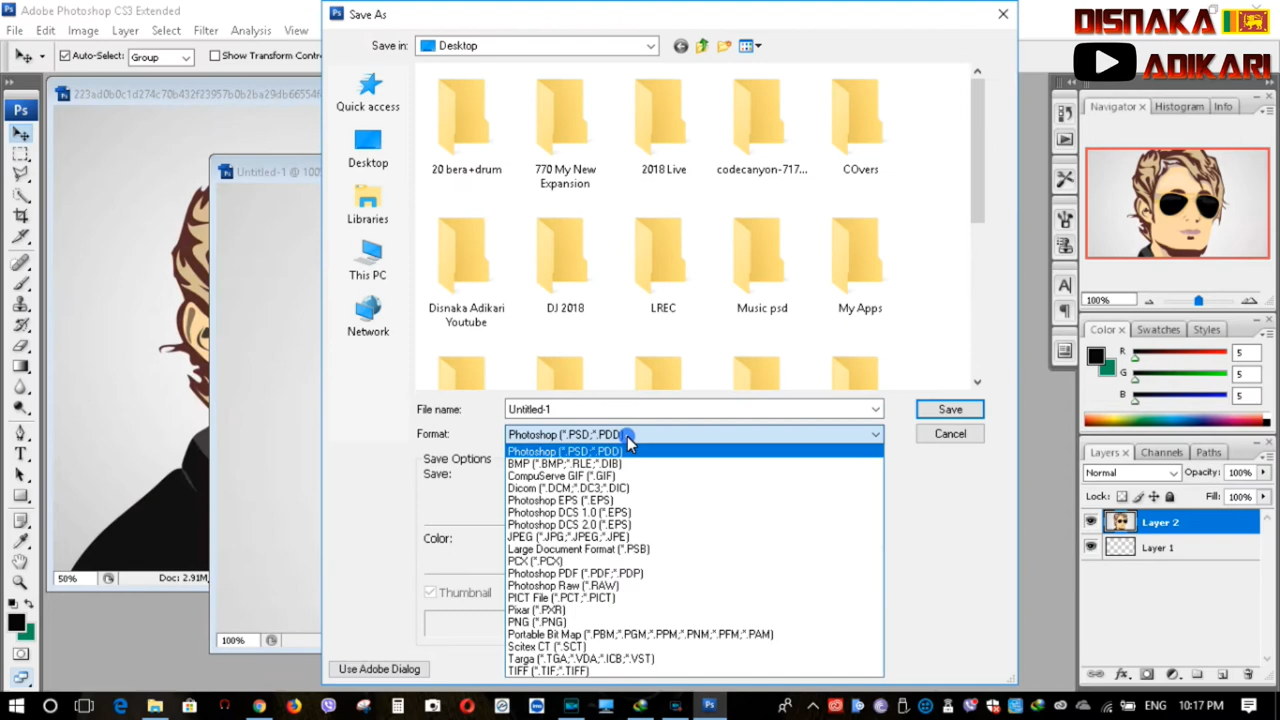 Adobe Photoshop CS3 Extended
File Edit Image Layer Select Filter Analysis View
Auto-Select: Group Show Transform Contr
223ad0b0c1d274c70b432f23957b0b2ba29db66554f
Untitled-1 @ 100%
50% Doc: 2.91M
100%
Save As
Save in: Desktop
Quick access
Desktop
Libraries
This PC
Network
20 bera+drum
770 My New Expansion
2018 Live
codecanyon-717...
COvers
Disnaka Adikari Youtube
DJ 2018
LREC
Music psd
My Apps
File name: Untitled-1
Save
Format: Photoshop (*.PSD;*.PDD)
Cancel
Save Options
Save:
Color:
Thumbnail
Use Adobe Dialog
Photoshop (*.PSD;*.PDD)
BMP (*.BMP;*.RLE;*.DIB)
CompuServe GIF (*.GIF)
Dicom (*.DCM;*.DC3;*.DIC)
Photoshop EPS (*.EPS)
Photoshop DCS 1.0 (*.EPS)
Photoshop DCS 2.0 (*.EPS)
JPEG (*.JPG;*.JPEG;*.JPE)
Large Document Format (*.PSB)
PCX (*.PCX)
Photoshop PDF (*.PDF;*.PDP)
Photoshop Raw (*.RAW)
PICT File (*.PCT;*.PICT)
Pixar (*.PXR)
PNG (*.PNG)
Portable Bit Map (*.PBM;*.PGM;*.PPM;*.PNM;*.PFM;*.PAM)
Scitex CT (*.SCT)
Targa (*.TGA;*.VDA;*.ICB;*.VST)
TIFF (*.TIF;*.TIFF)
DISNAKA
ADIKARI
Navigator Histogram Info
100%
Color Swatches Styles
R 5
G 5
B 5
Layers Channels Paths
Normal Opacity: 100%
Lock: Fill: 100%
Layer 2
Layer 1
ENG 10:17 PM